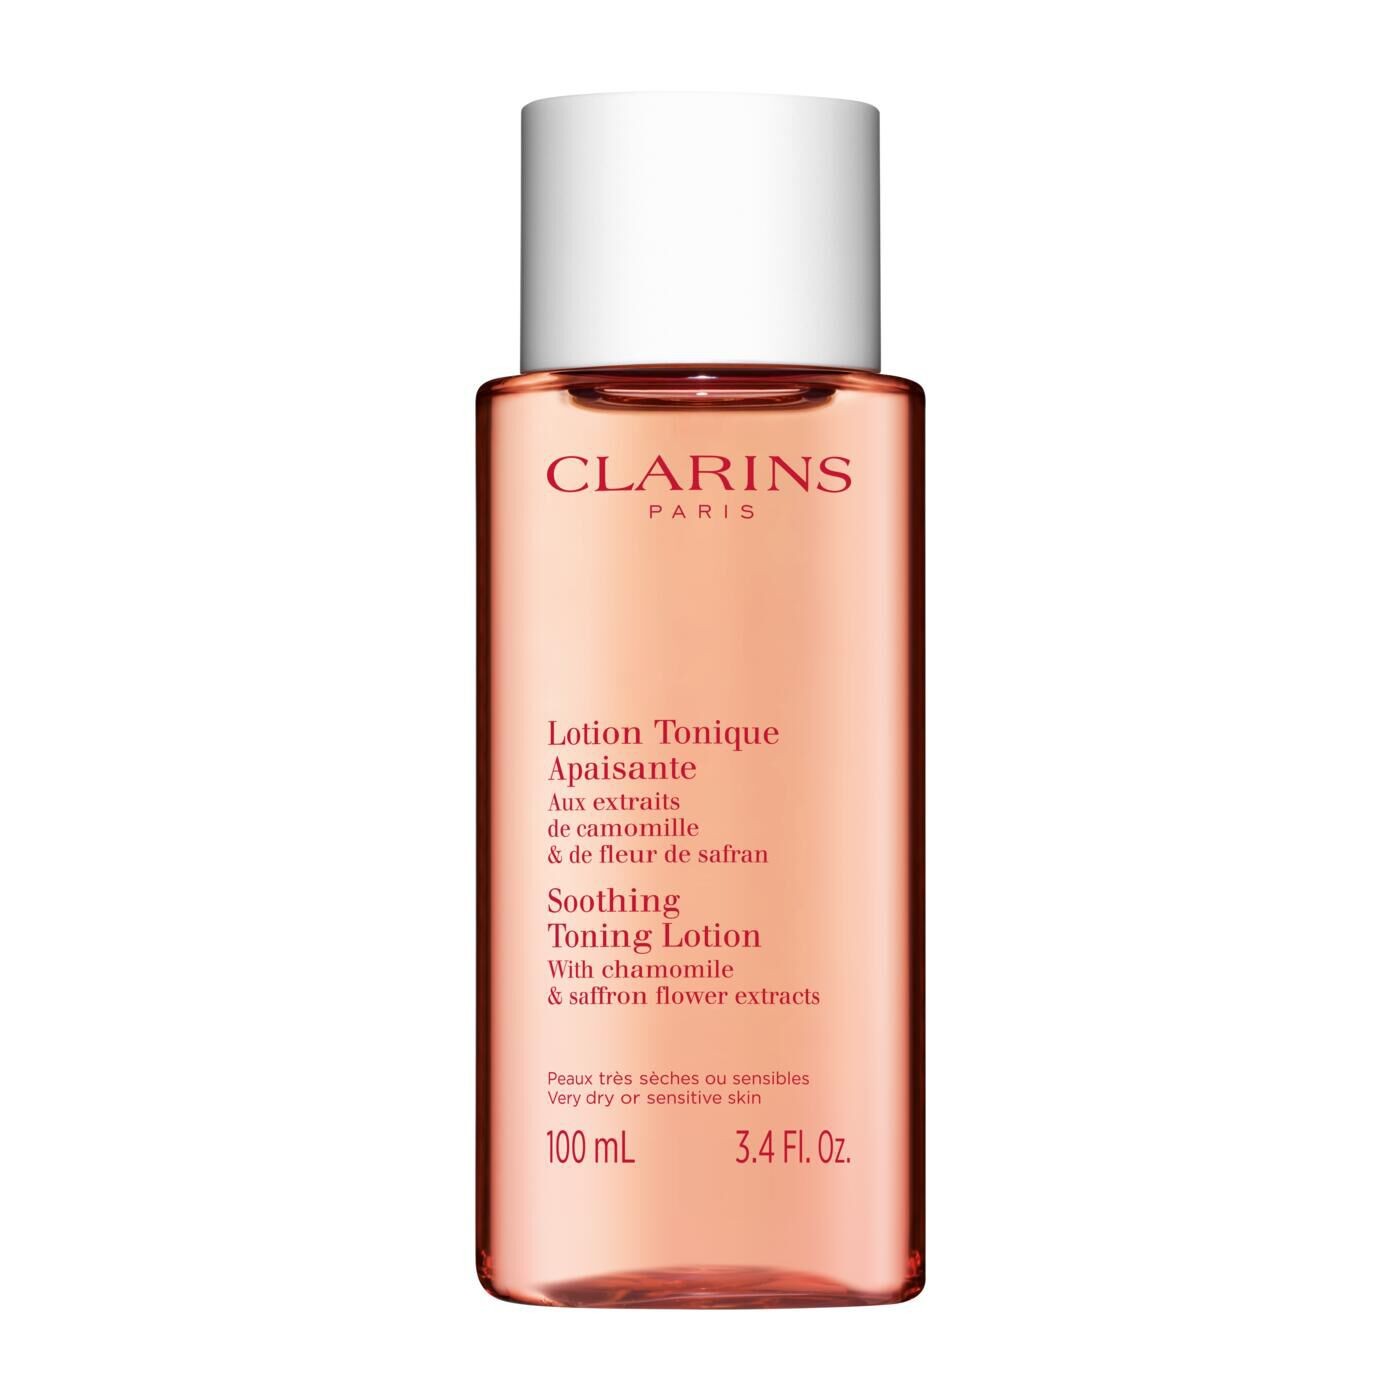 CLARINS
PARIS
Lotion Tonique
Apaisante
Aux extraits
de camomille
& de fleur de safran
Soothing
Toning Lotion
With chamomile
& saffron flower extracts
Peaux très sèches ou sensibles
Very dry or sensitive skin
100 mL 3.4 Fl. Oz.